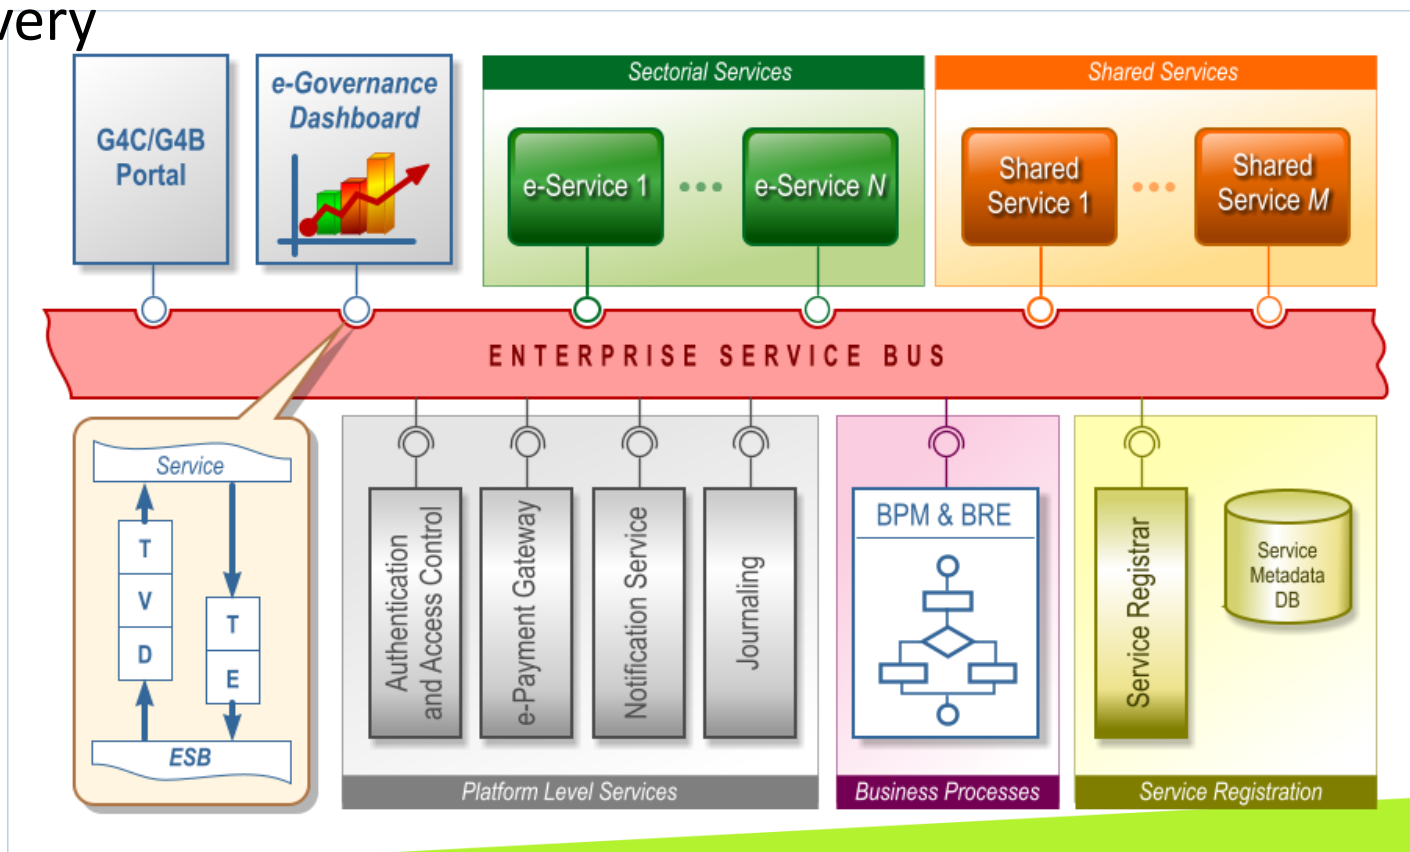 very
G4C/G4B
Portal
e-Governance
Dashboard
Sectorial Services
e-Service 1
e-Service N
Shared Services
Shared
Service 1
Shared
Service M
ENTERPRISE SERVICE BUS
Service
T
V
D
T
E
ESB
Authentication
and Access Control
e-Payment Gateway
Notification Service
Journaling
Platform Level Services
BPM & BRE
Business Processes
Service Registrar
Service
Metadata
DB
Service Registration